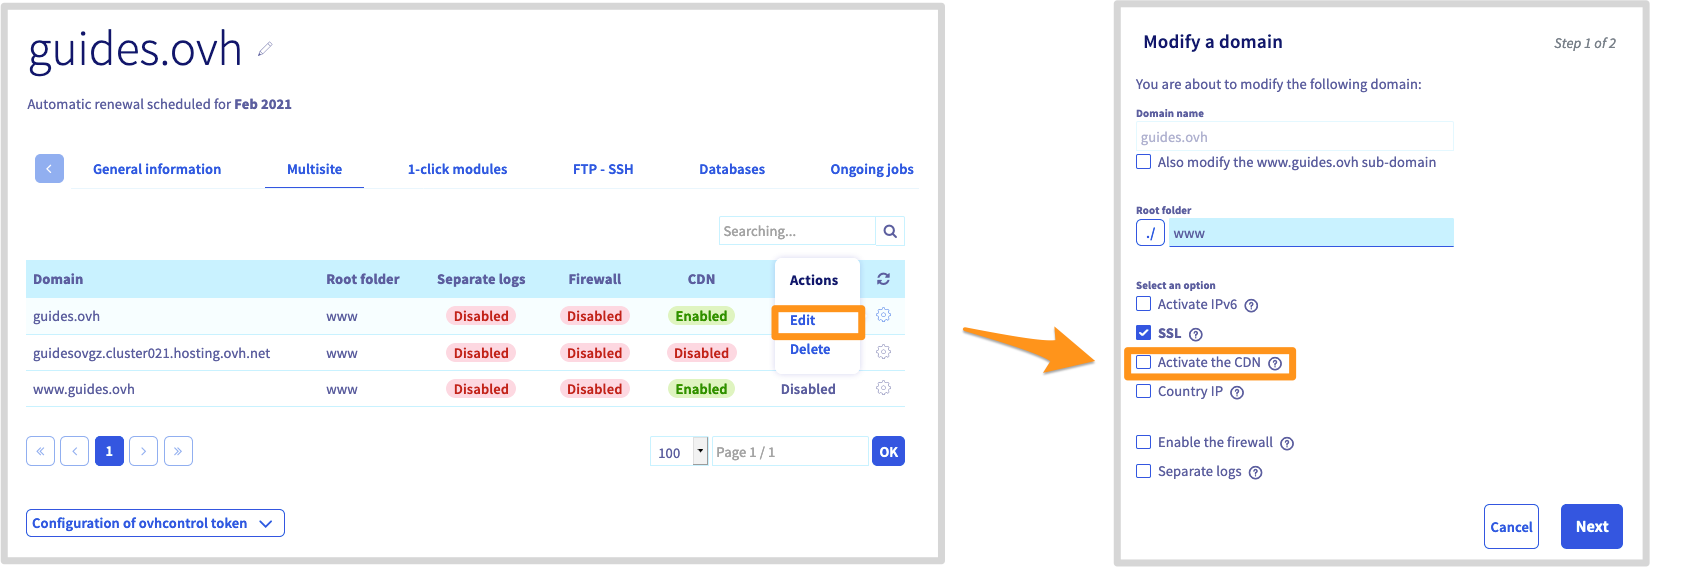 guides.ovh
Automatic renewal scheduled for Feb 2021
General information Multisite 1-click modules FTP - SSH Databases Ongoing jobs
Searching...
Domain Root folder Separate logs Firewall CDN Actions
guides.ovh www Disabled Disabled Enabled Edit
guidesovgz.cluster021.hosting.ovh.net www Disabled Disabled Disabled Delete
www.guides.ovh www Disabled Disabled Enabled Disabled
« < 1 > » 100 Page 1 / 1 OK
Configuration of ovhcontrol token
Modify a domain Step 1 of 2
You are about to modify the following domain:
Domain name
guides.ovh
Also modify the www.guides.ovh sub-domain
Root folder
./ www
Select an option
Activate IPv6 ?
SSL ?
Activate the CDN ?
Country IP ?
Enable the firewall ?
Separate logs ?
Cancel Next